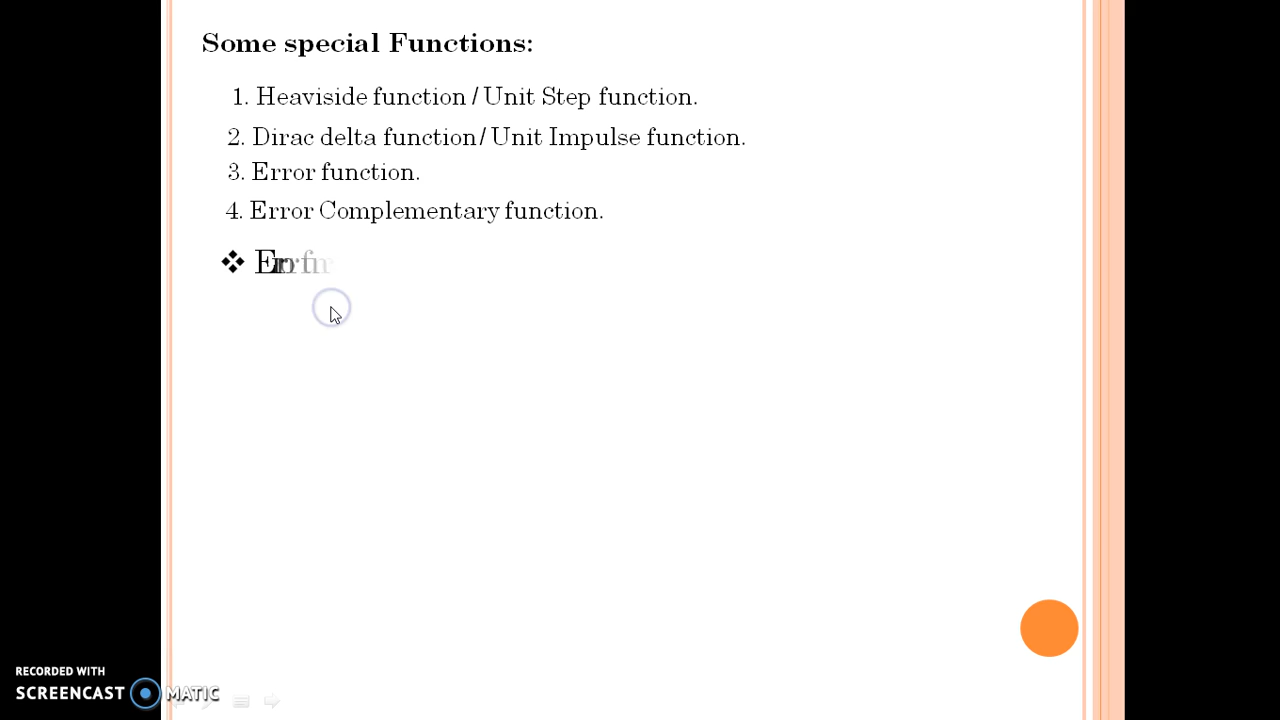 Some special Functions:
1. Heaviside function / Unit Step function.
2. Dirac delta function/ Unit Impulse function.
3. Error function.
4. Error Complementary function.
RECORDED WITH
SCREENCAST MATIC